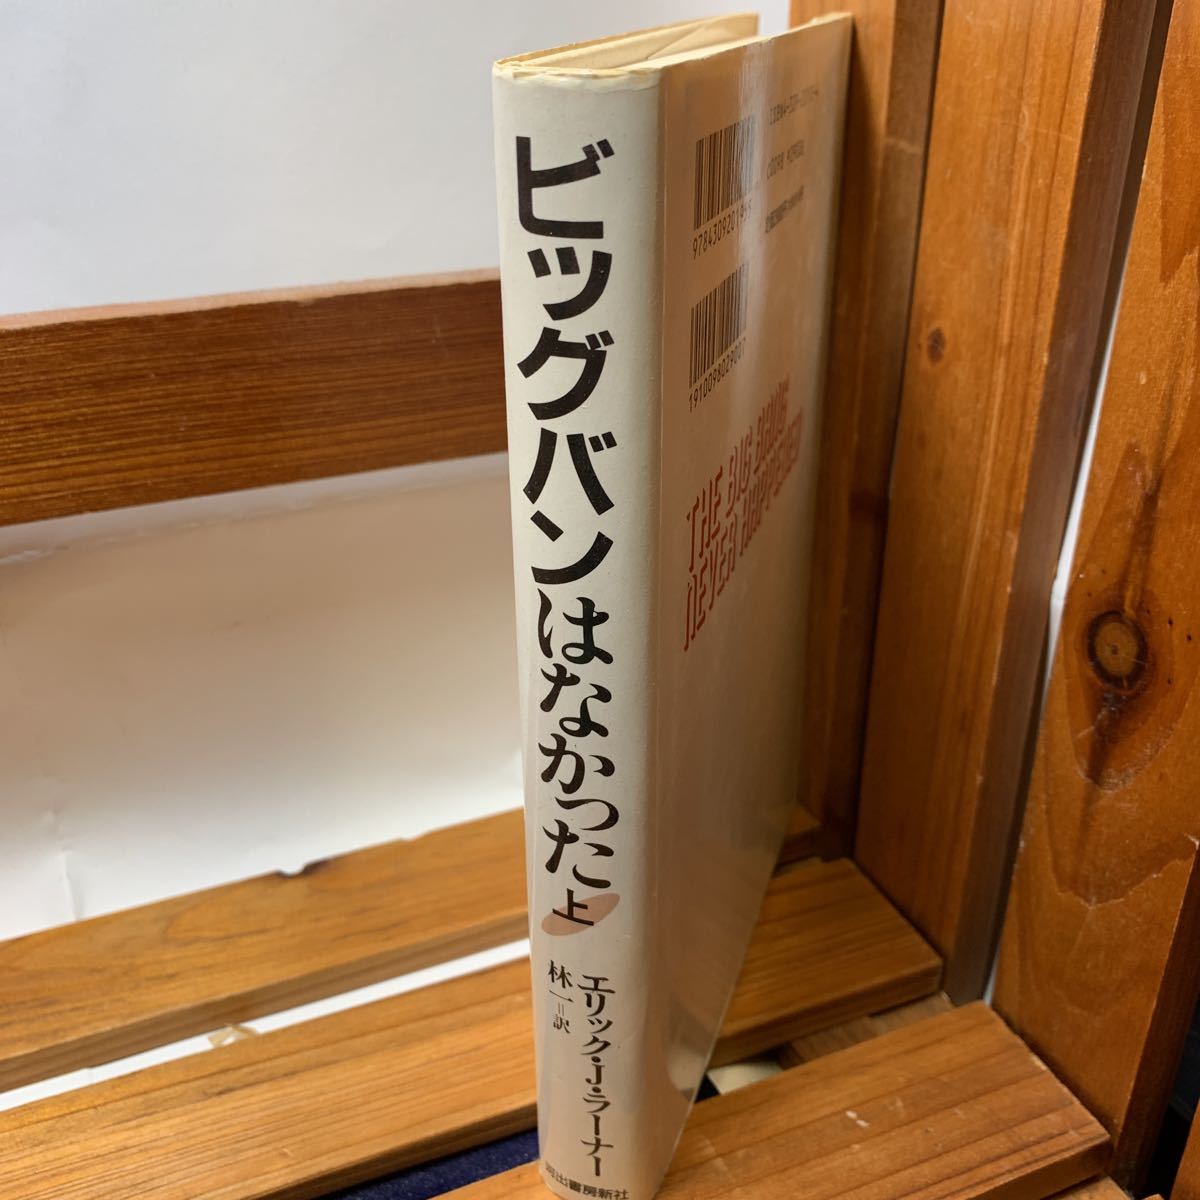 ビッグバンはなかった 上
エリック・J・ラーナー
林一=訳
河出書房新社
1910098029007
THE BIG BANG
NEVER HAPPENED